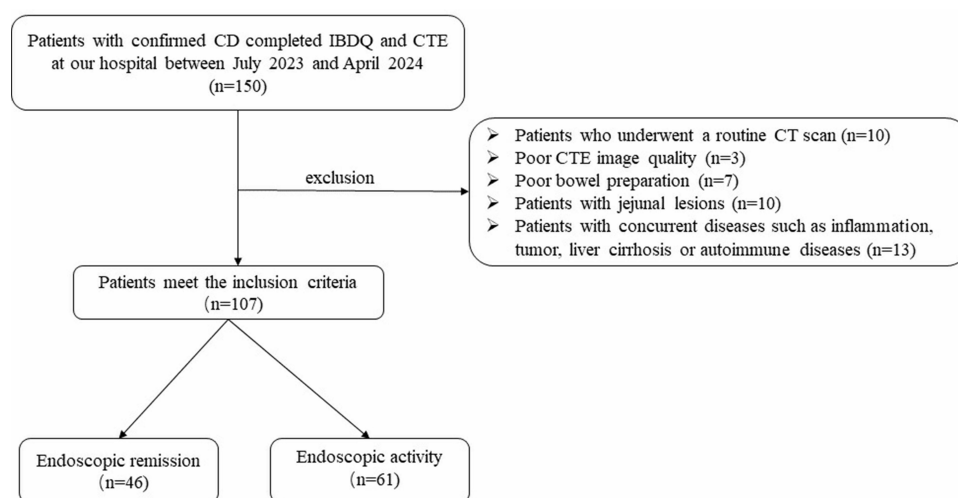 Patients with confirmed CD completed IBDQ and CTE
at our hospital between July 2023 and April 2024
(n=150)
exclusion
➢ Patients who underwent a routine CT scan (n=10)
➢ Poor CTE image quality (n=3)
➢ Poor bowel preparation (n=7)
➢ Patients with jejunal lesions (n=10)
➢ Patients with concurrent diseases such as inflammation,
tumor, liver cirrhosis or autoimmune diseases (n=13)
Patients meet the inclusion criteria
(n=107)
Endoscopic remission
(n=46)
Endoscopic activity
(n=61)